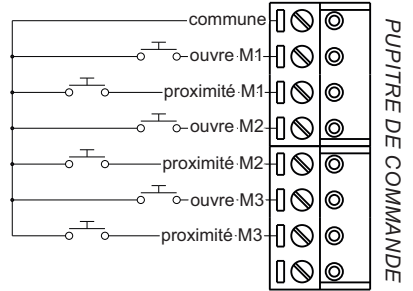 commune
ouvre M1
proximité M1
ouvre M2
proximité M2
ouvre M3
proximité M3
PUPITRE DE COMMANDE